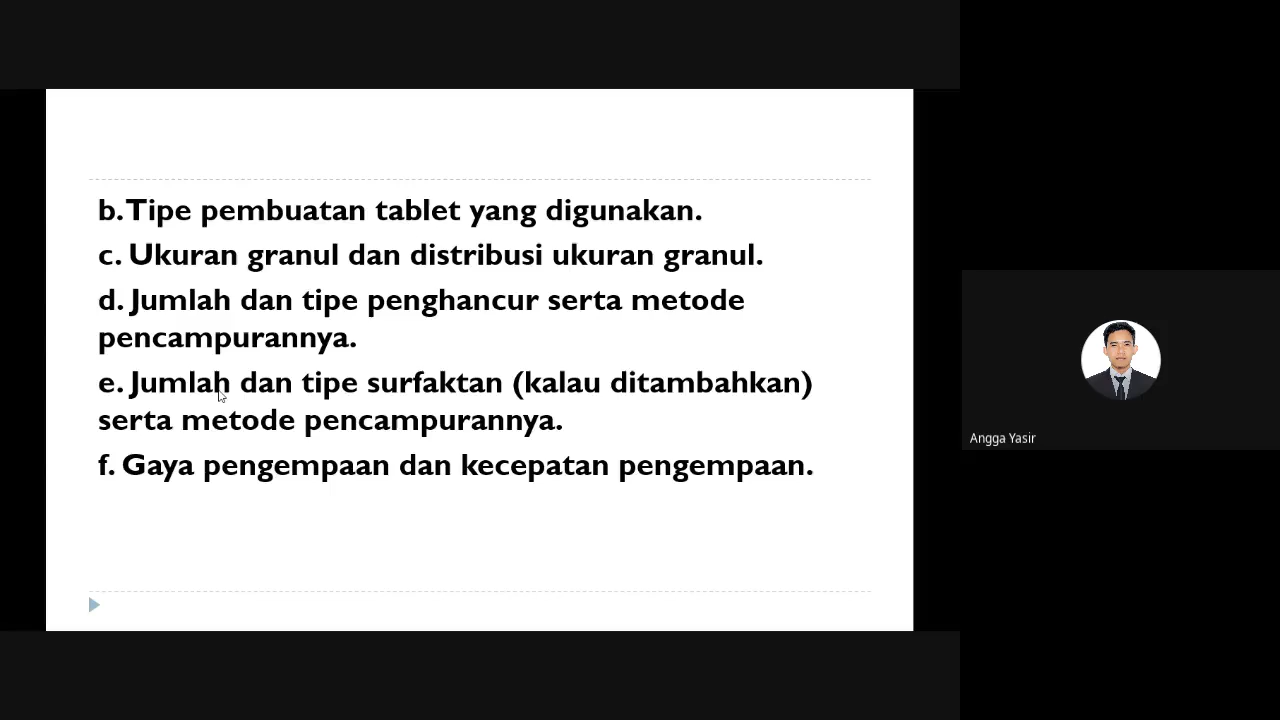 b. Tipe pembuatan tablet yang digunakan.
c. Ukuran granul dan distribusi ukuran granul.
d. Jumlah dan tipe penghancur serta metode
pencampurannya.
e. Jumlah dan tipe surfaktan (kalau ditambahkan)
serta metode pencampurannya.
f. Gaya pengempaan dan kecepatan pengempaan.
Angga Yasir